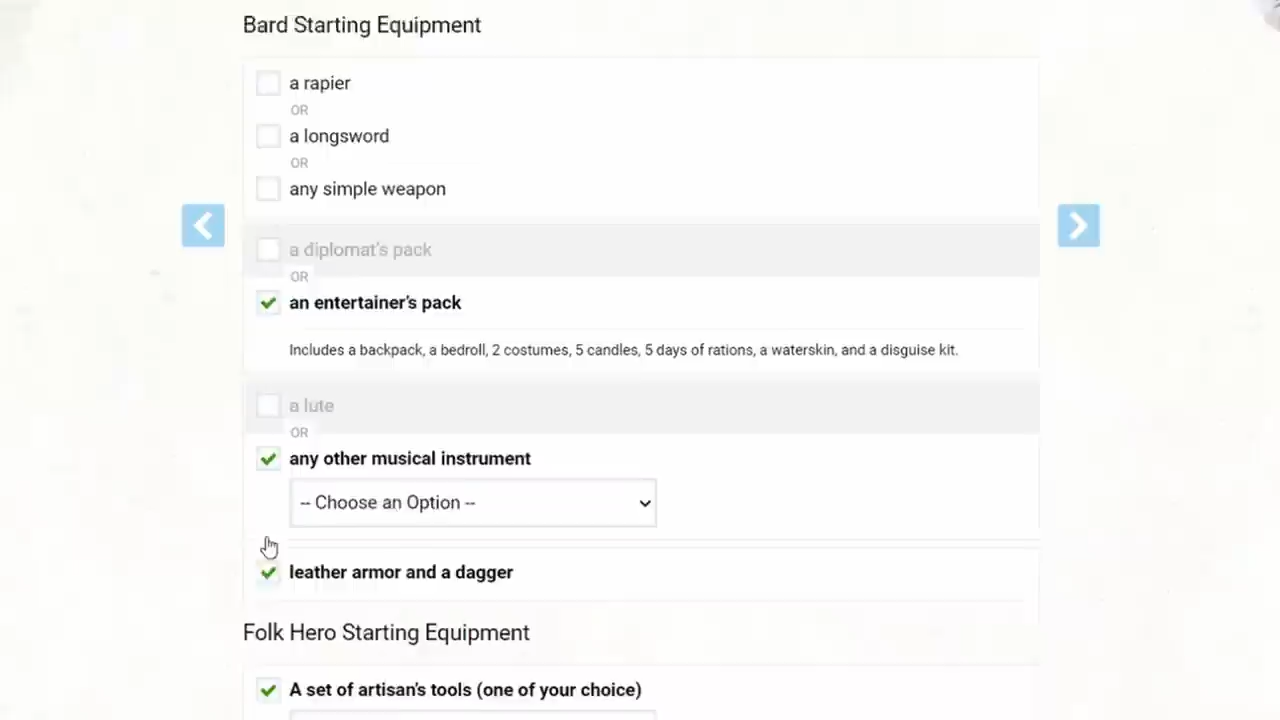 Bard Starting Equipment
a rapier
OR
a longsword
OR
any simple weapon
a diplomat's pack
OR
an entertainer's pack
Includes a backpack, a bedroll, 2 costumes, 5 candles, 5 days of rations, a waterskin, and a disguise kit.
a lute
OR
any other musical instrument
-- Choose an Option --
leather armor and a dagger
Folk Hero Starting Equipment
A set of artisan's tools (one of your choice)